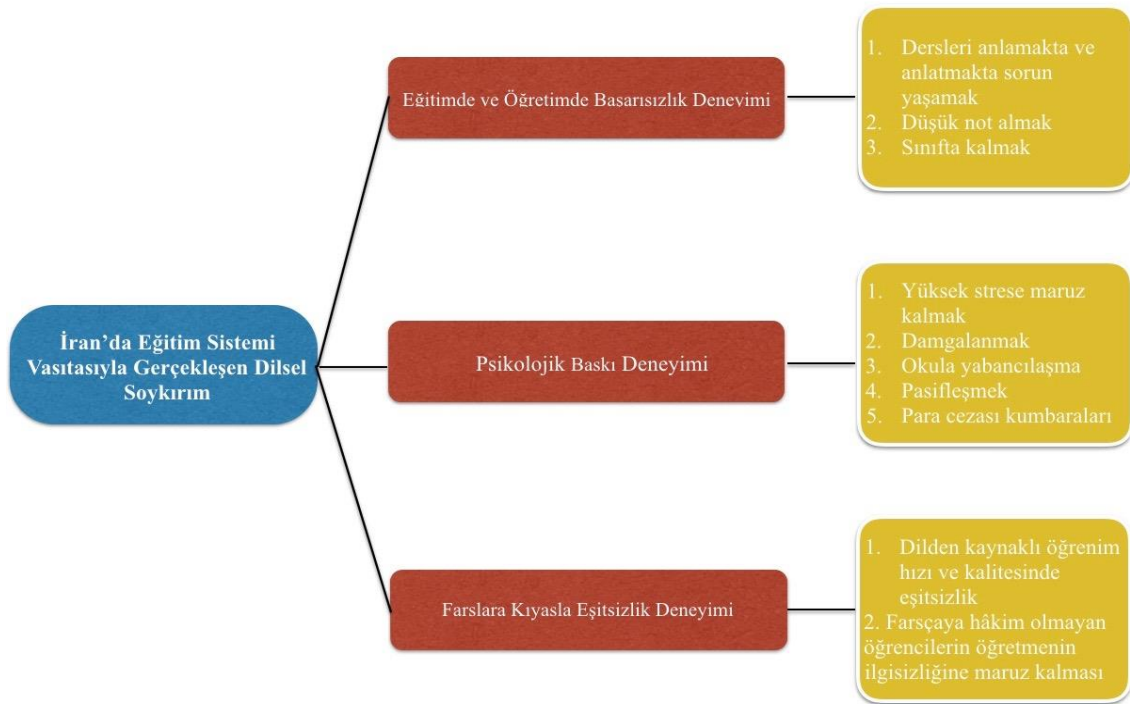 İran’da Eğitim Sistemi
Vasıtasıyla Gerçekleşen Dilsel
Soykırım
Eğitimde ve Öğretimde Basarısızlık Denevimi
1. Dersleri anlamakta ve
anlatmakta sorun
yaşamak
2. Düşük not almak
3. Sınıfta kalmak
Psikolojik Baskı Deneyimi
1. Yüksek strese maruz
kalmak
2. Damgalanmak
3. Okula yabancılaşma
4. Pasifleşmek
5. Para cezası kumbaraları
Farslara Kıyasla Eşitsizlik Deneyimi
1. Dilden kaynaklı öğrenim
hızı ve kalitesinde
eşitsizlik
2. Farsçaya hâkim olmayan
öğrencilerin öğretmenin
ilgisizliğine maruz kalması